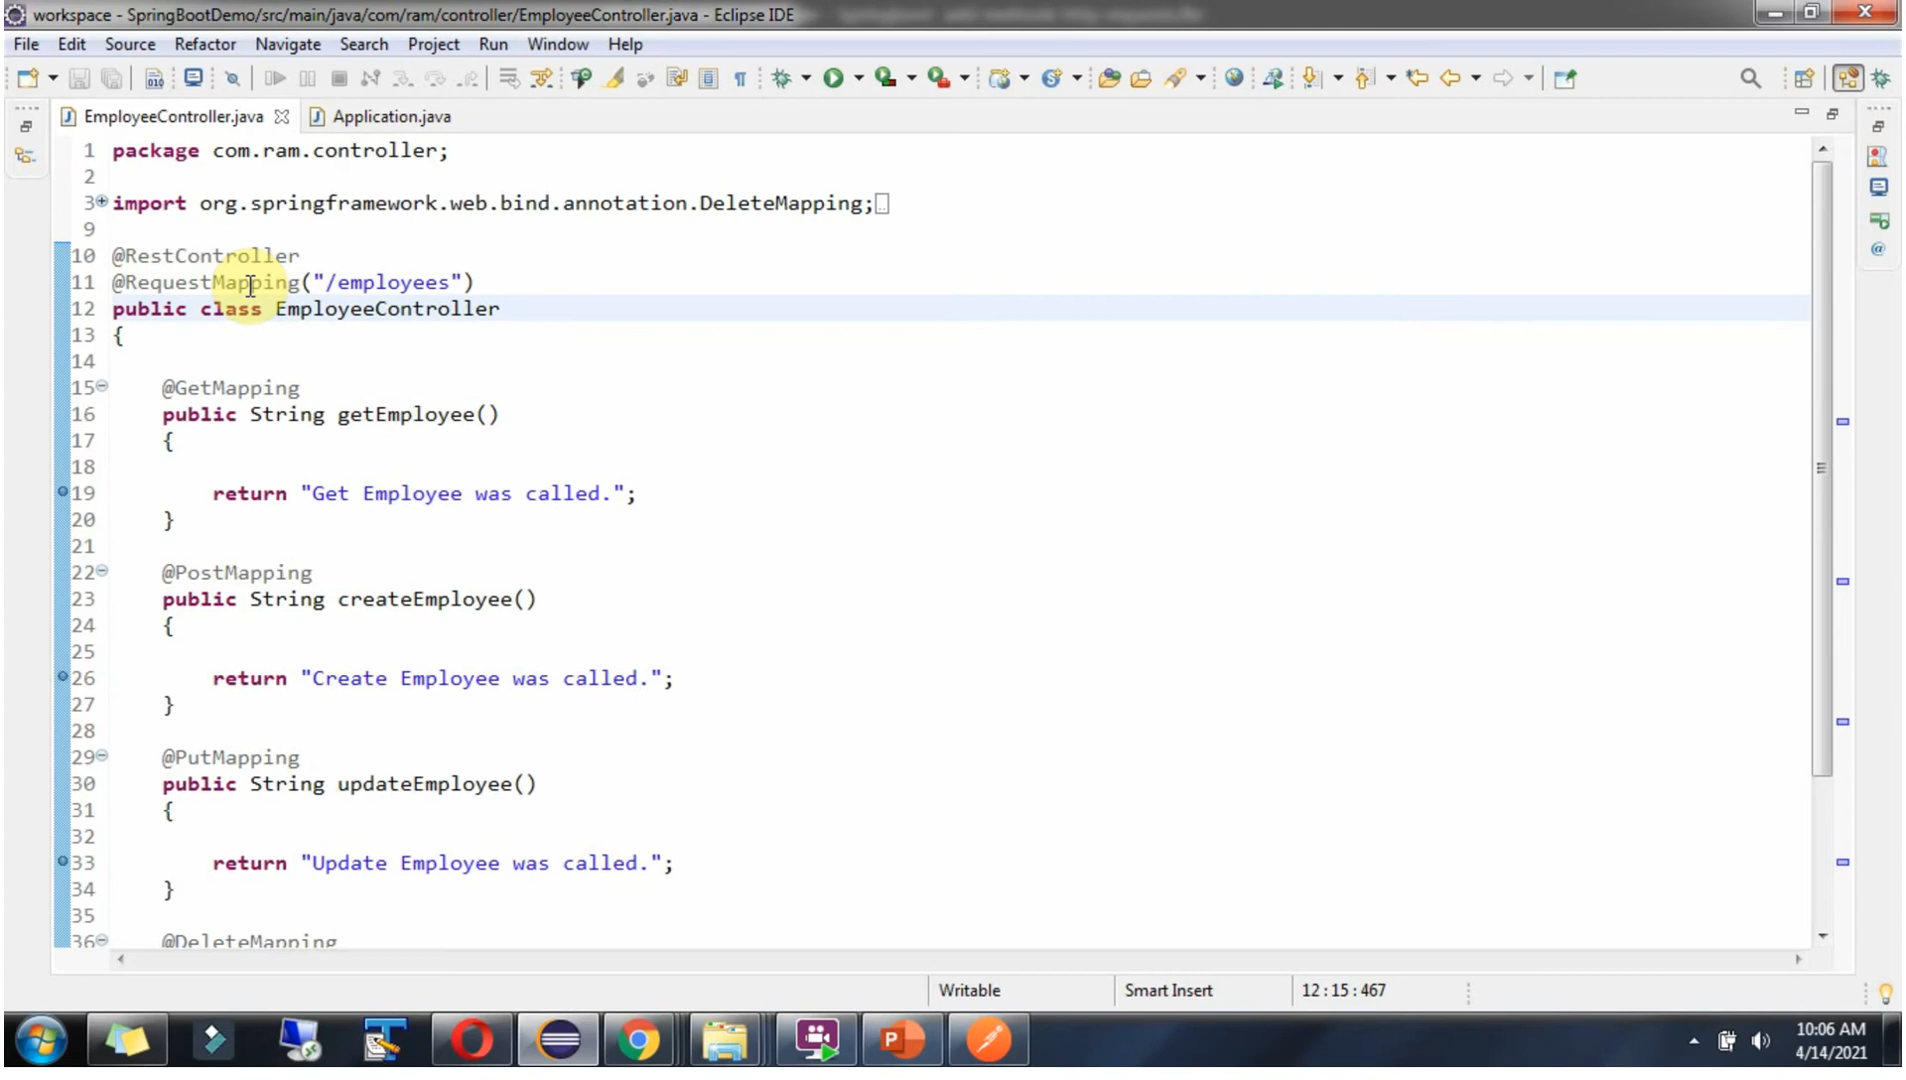 workspace - SpringBootDemo/src/main/java/com/ram/controller/EmployeeController.java - Eclipse IDE
File Edit Source Refactor Navigate Search Project Run Window Help
EmployeeController.java Application.java
1 package com.ram.controller;
2
3 import org.springframework.web.bind.annotation.DeleteMapping;
9
10 @RestController
11 @RequestMapping("/employees")
12 public class EmployeeController
13 {
14
15 @GetMapping
16 public String getEmployee()
17 {
18
19 return "Get Employee was called.";
20 }
21
22 @PostMapping
23 public String createEmployee()
24 {
25
26 return "Create Employee was called.";
27 }
28
29 @PutMapping
30 public String updateEmployee()
31 {
32
33 return "Update Employee was called.";
34 }
35
36 @DeleteMapping
Writable Smart Insert 12 : 15 : 467
10:06 AM
4/14/2021